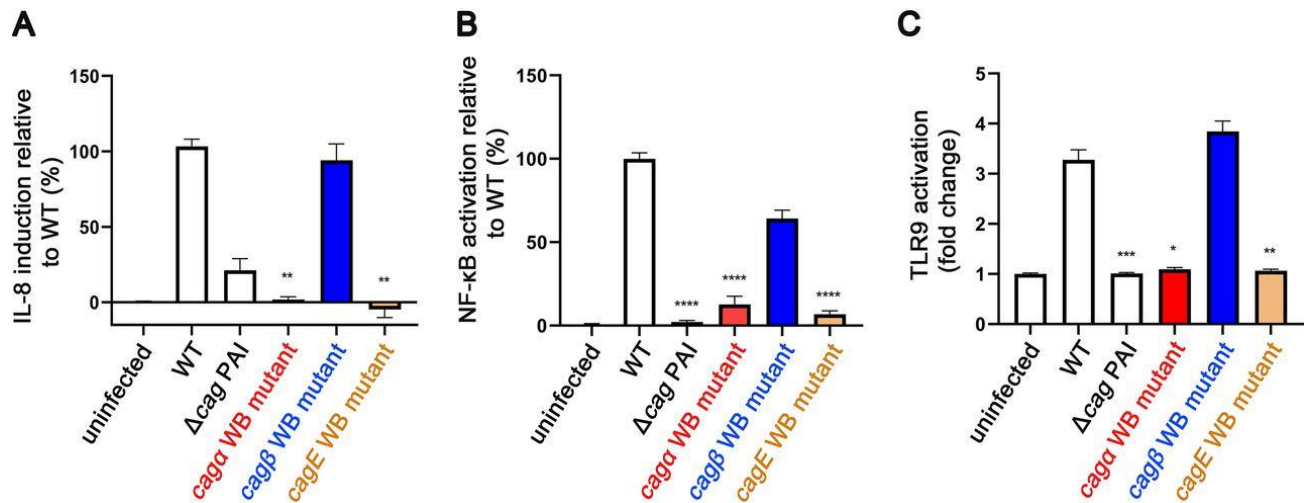 A
IL-8 induction relative
to WT (%)
150
100
50
0
**
**
uninfected
WT
Δcag PAI
cagα WB mutant
cagβ WB mutant
cagE WB mutant
B
NF-κB activation relative
to WT (%)
150
100
50
0
****
****
****
uninfected
WT
Δcag PAI
cagα WB mutant
cagβ WB mutant
cagE WB mutant
C
TLR9 activation
(fold change)
5
4
3
2
1
0
***
*
**
uninfected
WT
Δcag PAI
cagα WB mutant
cagβ WB mutant
cagE WB mutant